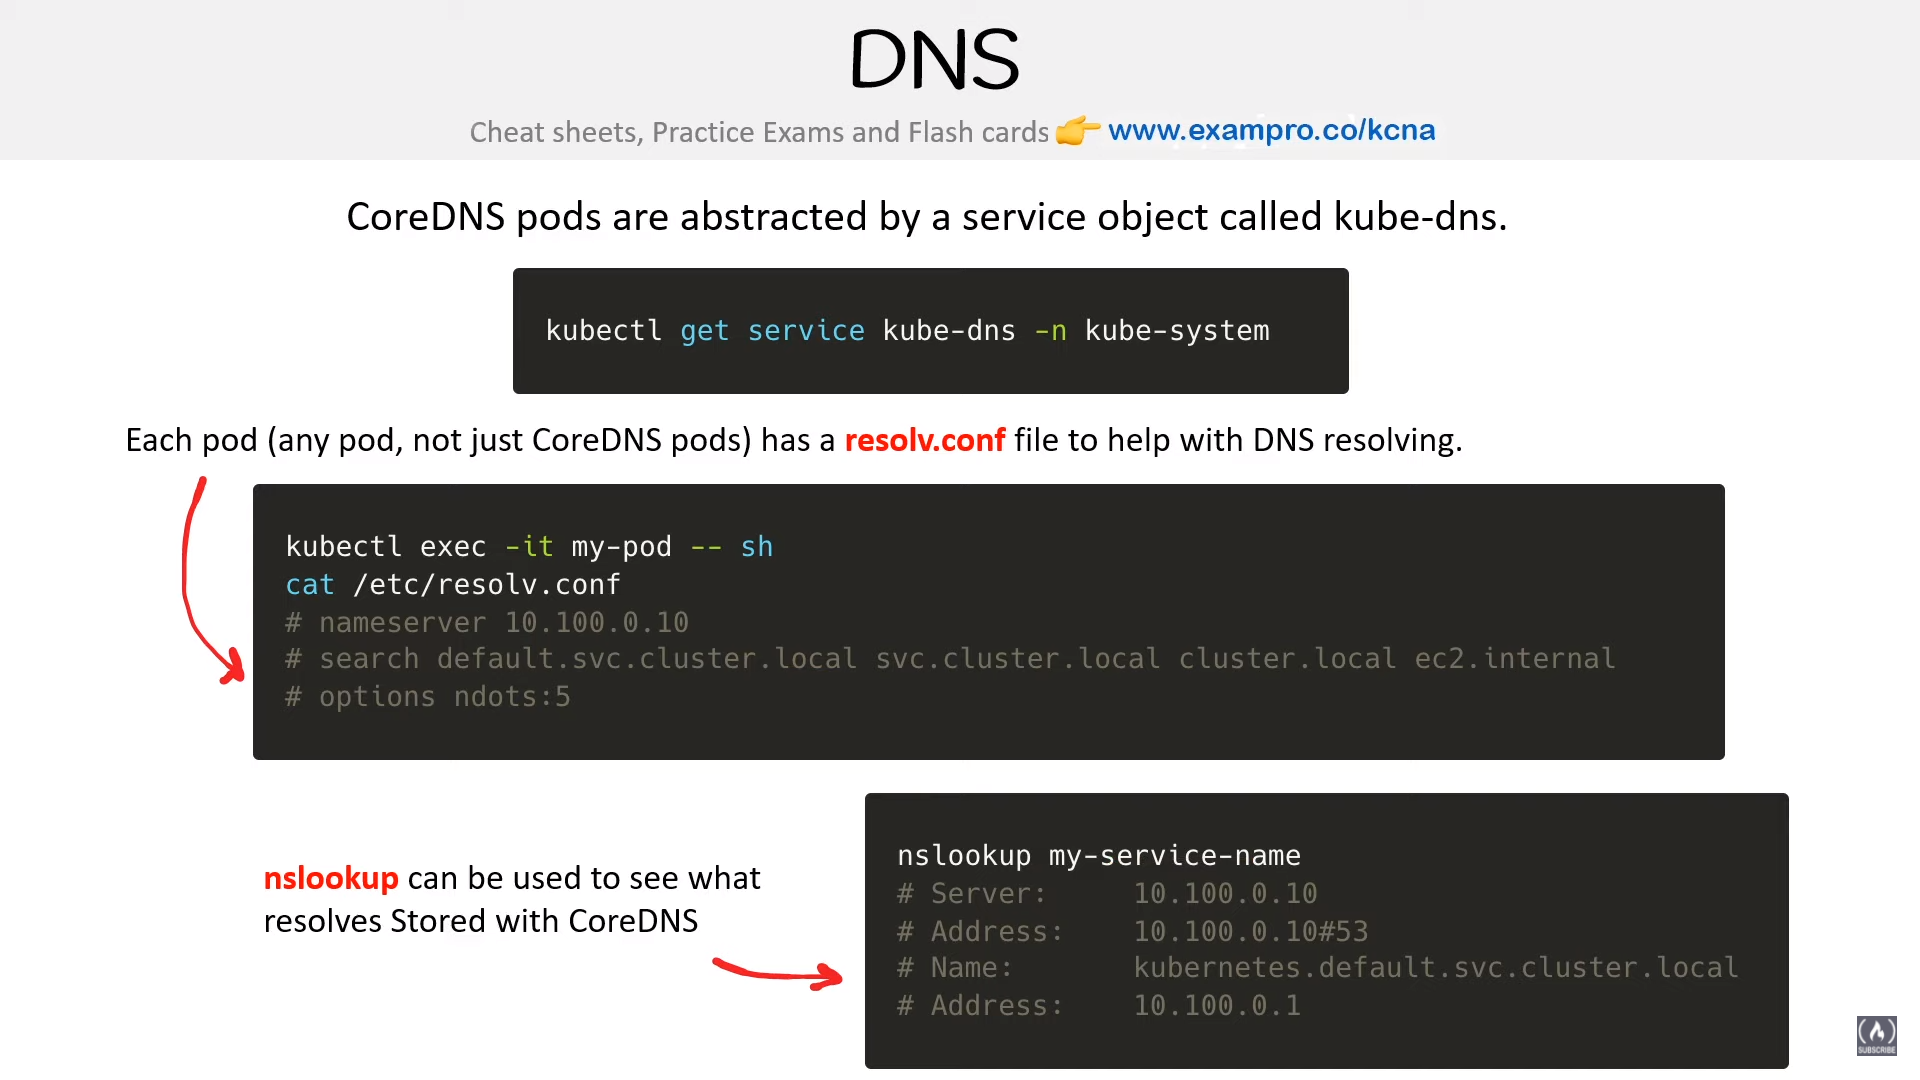 DNS
Cheat sheets, Practice Exams and Flash cards 👉 www.exampro.co/kcna
CoreDNS pods are abstracted by a service object called kube-dns.
kubectl get service kube-dns -n kube-system
Each pod (any pod, not just CoreDNS pods) has a resolv.conf file to help with DNS resolving.
kubectl exec -it my-pod -- sh
cat /etc/resolv.conf
# nameserver 10.100.0.10
# search default.svc.cluster.local svc.cluster.local cluster.local ec2.internal
# options ndots:5
nslookup can be used to see what
resolves Stored with CoreDNS
nslookup my-service-name
# Server:     10.100.0.10
# Address:    10.100.0.10#53
# Name:       kubernetes.default.svc.cluster.local
# Address:    10.100.0.1
SUBSCRIBE